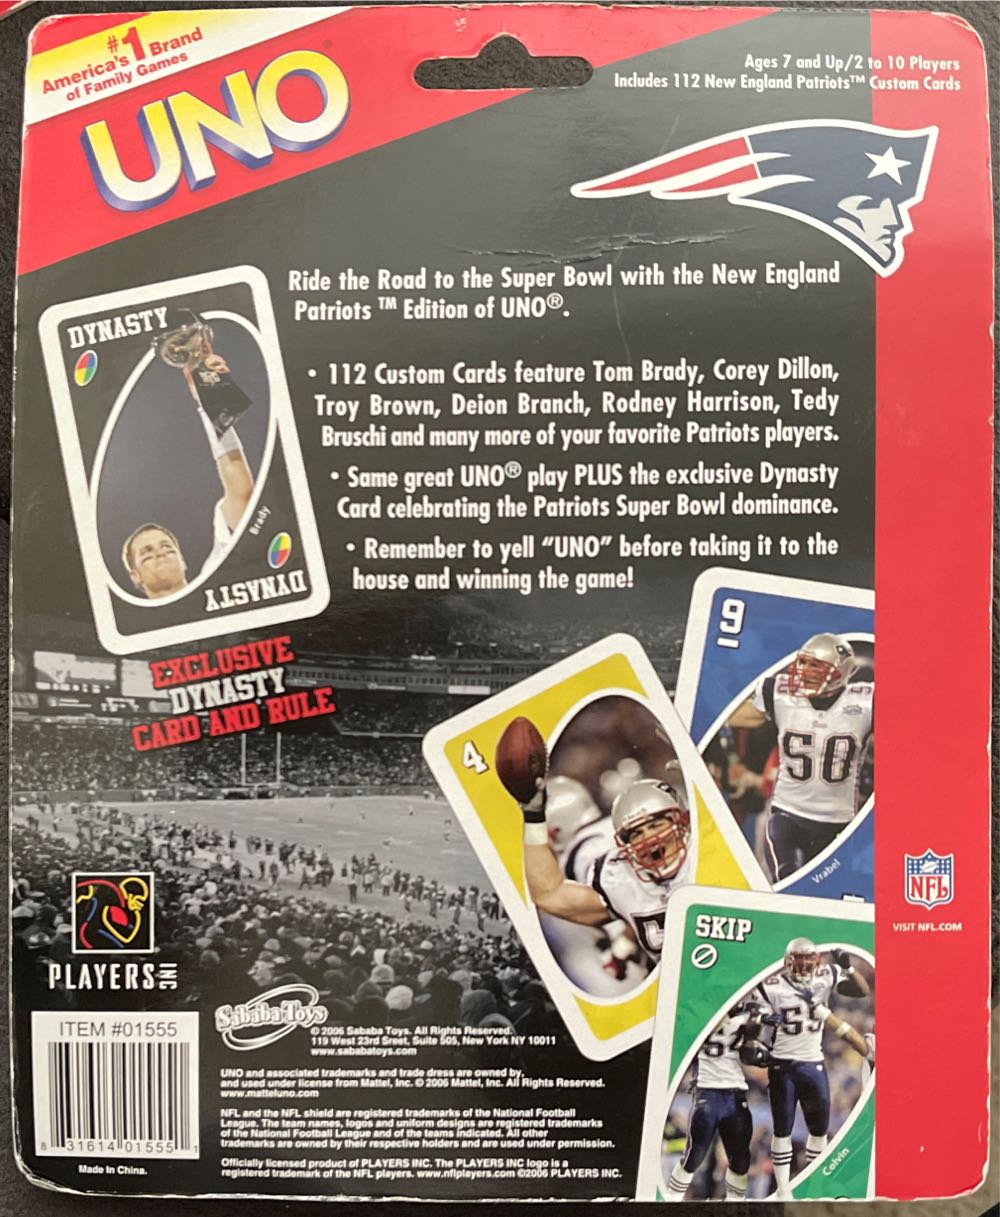 #1
America's Brand
of Family Games
UNO
®
Ages 7 and Up/2 to 10 Players
Includes 112 New England Patriots™ Custom Cards
Ride the Road to the Super Bowl with the New England
Patriots ™ Edition of UNO®.
• 112 Custom Cards feature Tom Brady, Corey Dillon,
Troy Brown, Deion Branch, Rodney Harrison, Tedy
Bruschi and many more of your favorite Patriots players.
• Same great UNO® play PLUS the exclusive Dynasty
Card celebrating the Patriots Super Bowl dominance.
• Remember to yell “UNO” before taking it to the
house and winning the game!
DYNASTY
Brady
DYNASTY
EXCLUSIVE
DYNASTY
CARD AND RULE
9
50
Vrabel
4
5
SKIP
54
59
Colvin
NFL
VISIT NFL.COM
PLAYERS INC
ITEM #01555
8 31614 01555 1
Made In China.
Sababa Toys
© 2006 Sababa Toys. All Rights Reserved.
119 West 23rd Sreet, Suite 505, New York NY 10011
www.sababatoys.com
UNO and associated trademarks and trade dress are owned by,
and used under license from Mattel, Inc. © 2006 Mattel, Inc. All Rights Reserved.
www.matteluno.com
NFL and the NFL shield are registered trademarks of the National Football
League. The team names, logos and uniform designs are registered trademarks
of the National Football League and of the teams indicated. All other
trademarks are owned by their respective holders and are used under permission.
Officially licensed product of PLAYERS INC. The PLAYERS INC logo is a
registered trademark of the NFL players. www.nflplayers.com ©2006 PLAYERS INC.